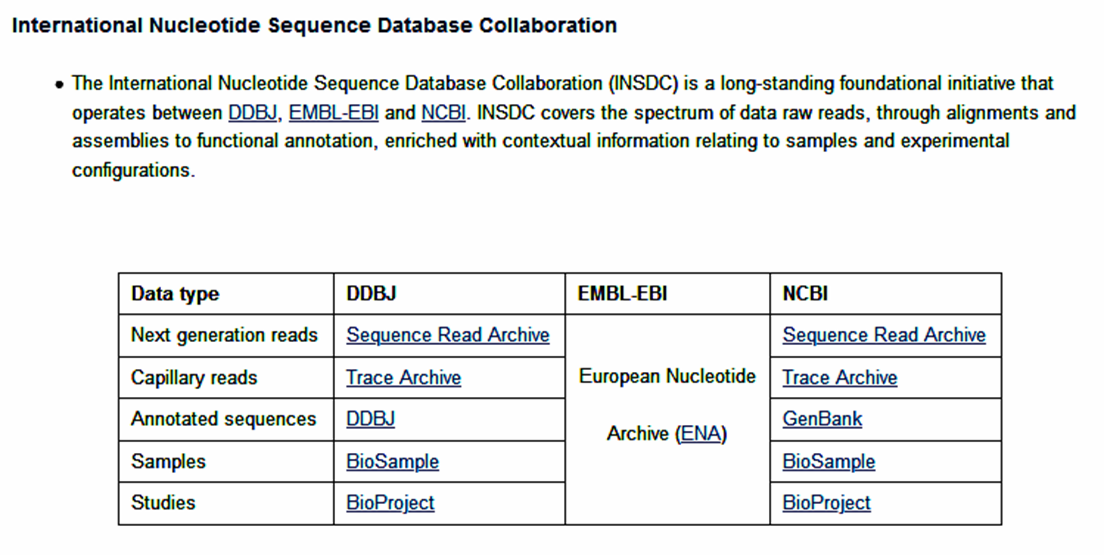 International Nucleotide Sequence Database Collaboration
• The International Nucleotide Sequence Database Collaboration (INSDC) is a long-standing foundational initiative that
operates between DDBJ, EMBL-EBI and NCBI. INSDC covers the spectrum of data raw reads, through alignments and
assemblies to functional annotation, enriched with contextual information relating to samples and experimental
configurations.
Data type DDBJ EMBL-EBI NCBI
Next generation reads Sequence Read Archive Sequence Read Archive
Capillary reads Trace Archive European Nucleotide Trace Archive
Annotated sequences DDBJ GenBank
Archive (ENA)
Samples BioSample BioSample
Studies BioProject BioProject